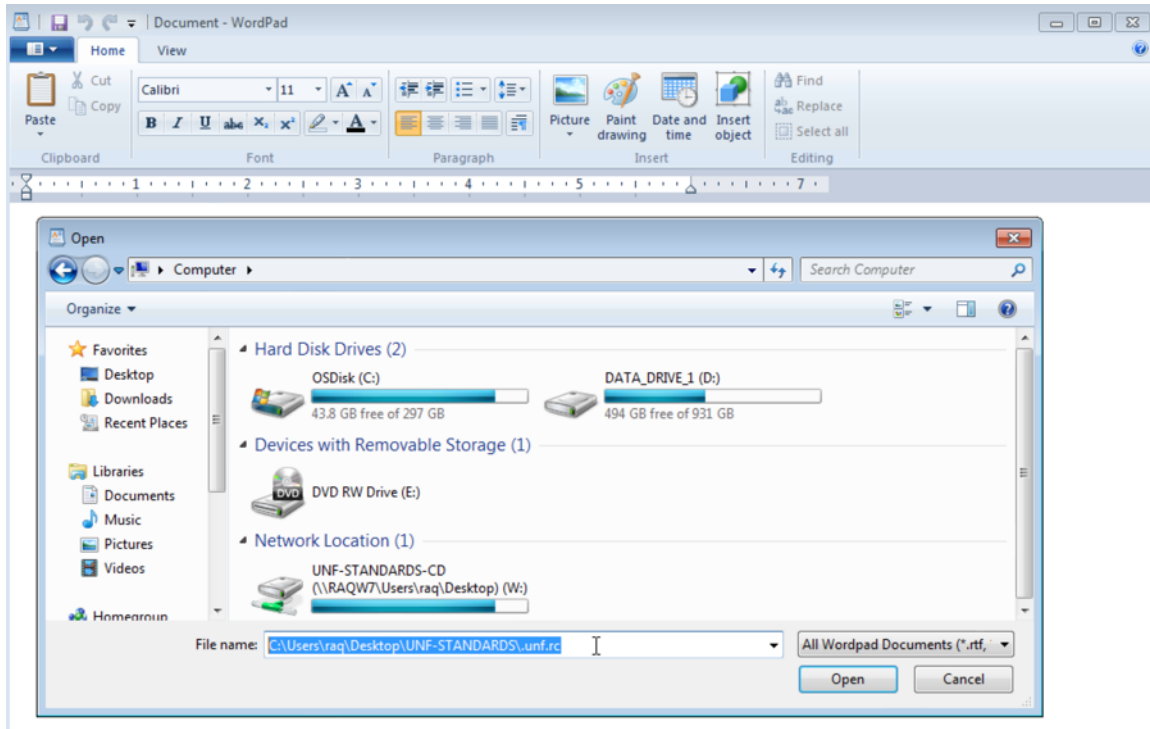 Document - WordPad
Home View
Paste
Cut
Copy
Clipboard
Calibri 11
B I U abc X₂ X² A
Font
Paragraph
Picture
Paint drawing
Date and time
Insert object
Insert
Find
Replace
Select all
Editing
1 2 3 4 5 7
Open
Computer
Search Computer
Organize
Favorites
Desktop
Downloads
Recent Places
Libraries
Documents
Music
Pictures
Videos
Homegroup
Hard Disk Drives (2)
OSDisk (C:)
43.8 GB free of 297 GB
DATA_DRIVE_1 (D:)
494 GB free of 931 GB
Devices with Removable Storage (1)
DVD
DVD RW Drive (E:)
Network Location (1)
UNF-STANDARDS-CD
(\\RAQW7\Users\raq\Desktop) (W:)
File name: C:\Users\raq\Desktop\UNF-STANDARDS\.unf.rc
All Wordpad Documents (*.rtf,
Open Cancel